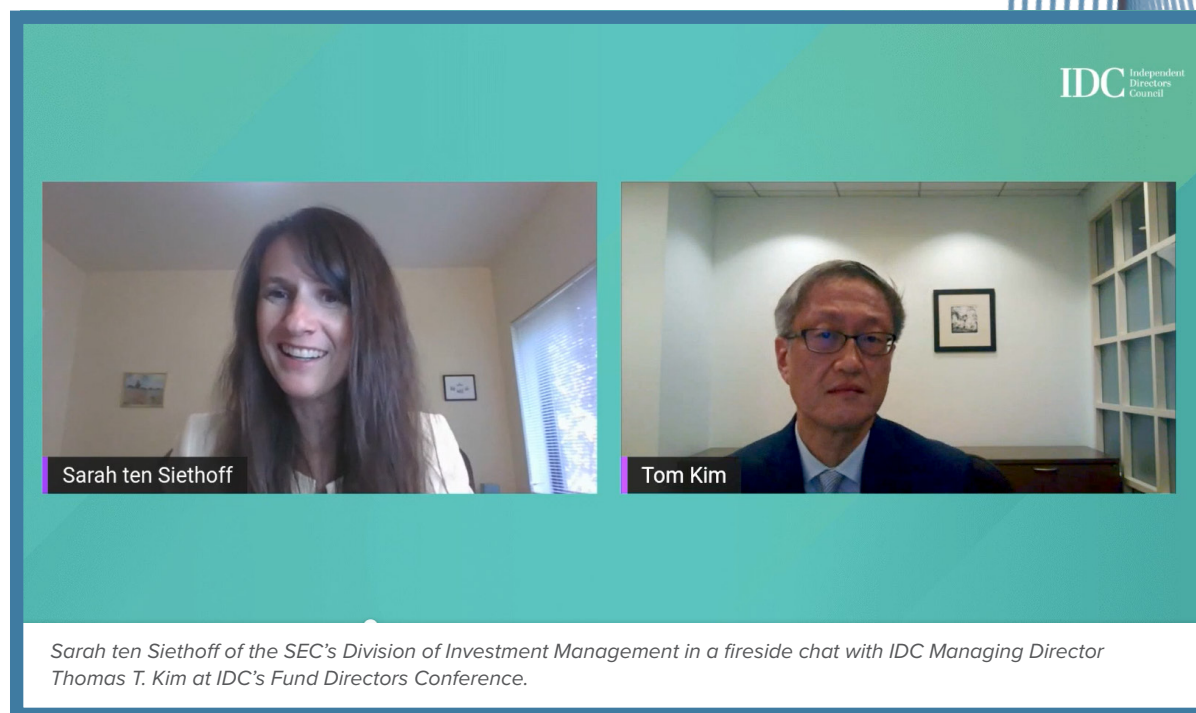 IDC Independent
Directors
Council
Sarah ten Siethoff
Tom Kim
Sarah ten Siethoff of the SEC’s Division of Investment Management in a fireside chat with IDC Managing Director
Thomas T. Kim at IDC’s Fund Directors Conference.